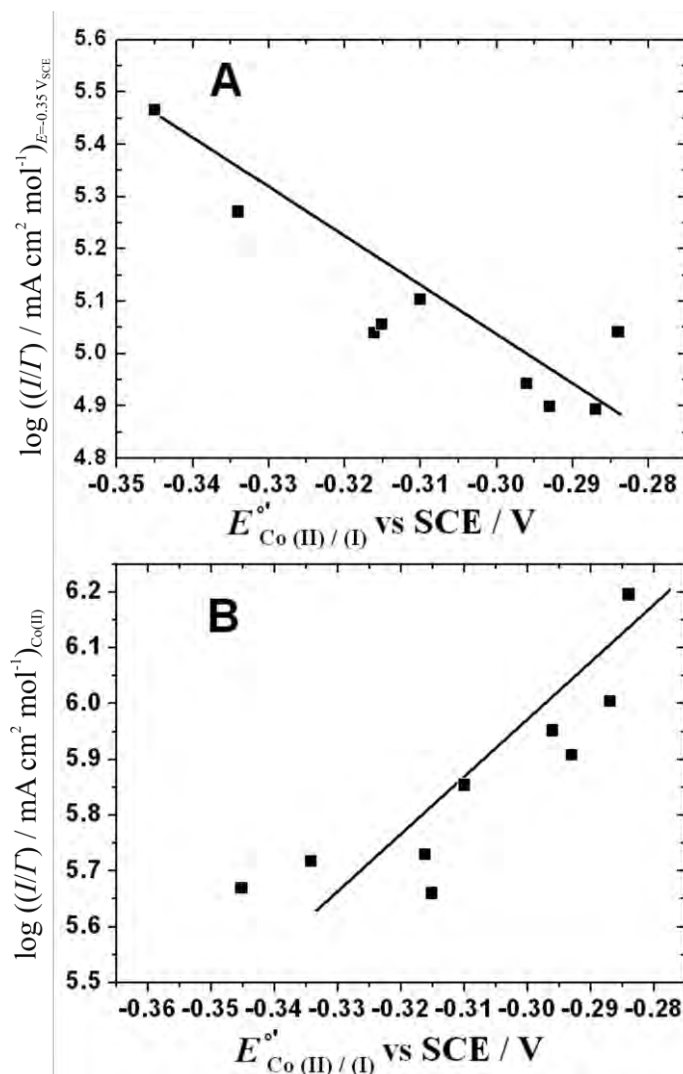 A
5.6
5.5
5.4
5.3
5.2
5.1
5.0
4.9
4.8
log ((I/Γ) / mA cm² mol⁻¹)E=-0.35 VSCE
-0.35 -0.34 -0.33 -0.32 -0.31 -0.30 -0.29 -0.28
E°'Co (II) / (I) vs SCE / V
B
6.2
6.1
6.0
5.9
5.8
5.7
5.6
5.5
log ((I/Γ) / mA cm² mol⁻¹)Co(II)
-0.36 -0.35 -0.34 -0.33 -0.32 -0.31 -0.30 -0.29 -0.28
E°'Co (II) / (I) vs SCE / V